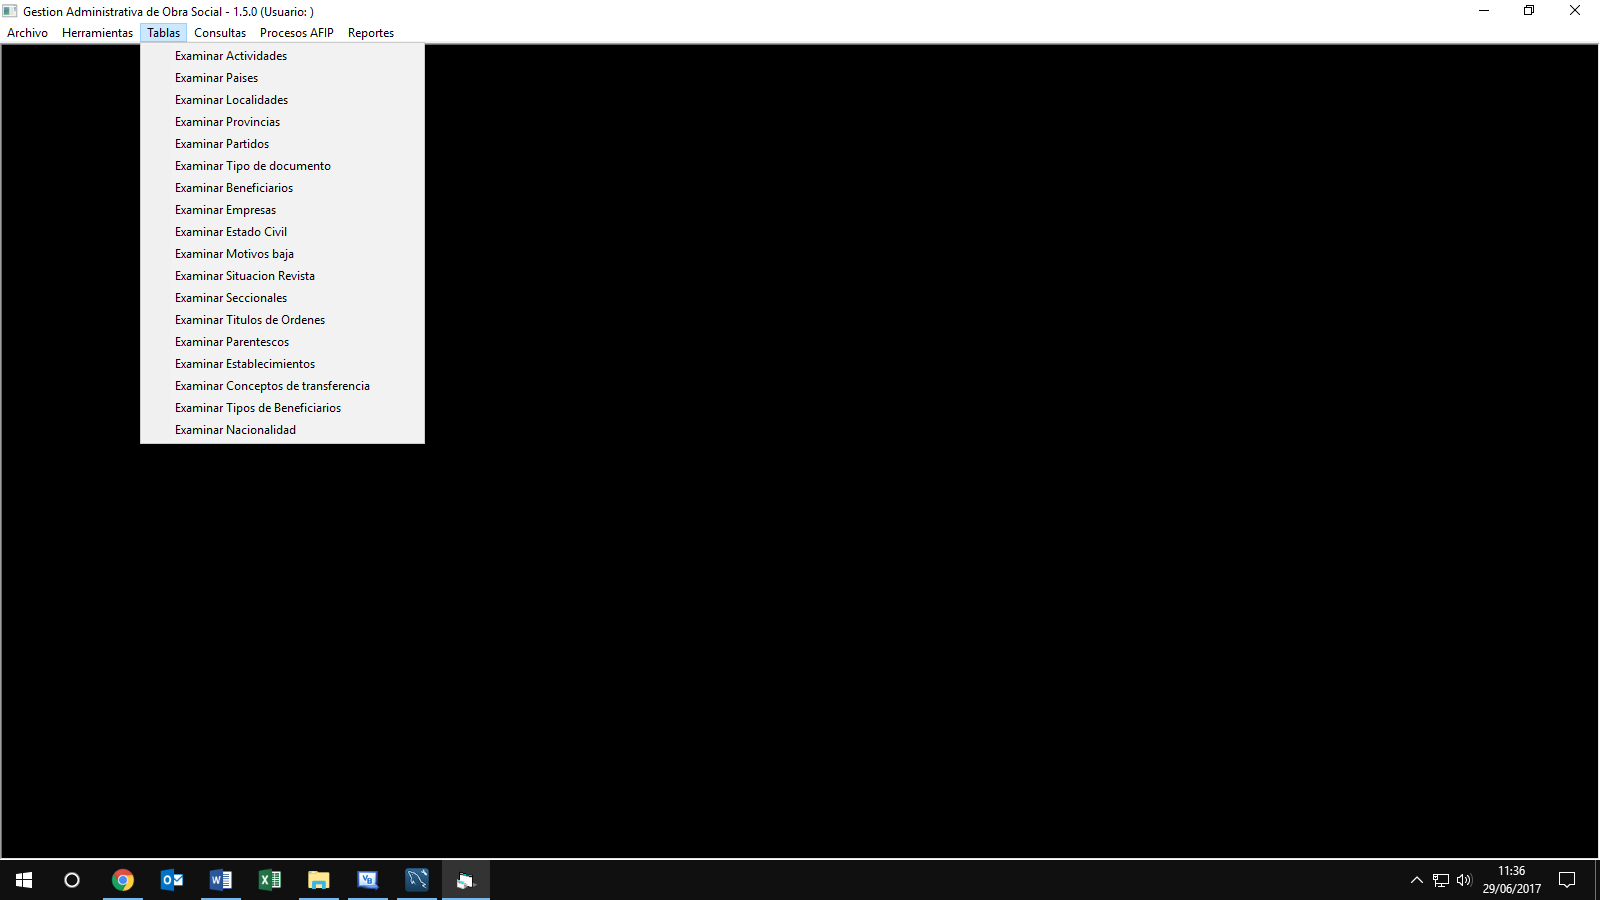 Gestion Administrativa de Obra Social - 1.5.0 (Usuario: )
Archivo Herramientas Tablas Consultas Procesos AFIP Reportes
Examinar Actividades
Examinar Paises
Examinar Localidades
Examinar Provincias
Examinar Partidos
Examinar Tipo de documento
Examinar Beneficiarios
Examinar Empresas
Examinar Estado Civil
Examinar Motivos baja
Examinar Situacion Revista
Examinar Seccionales
Examinar Titulos de Ordenes
Examinar Parentescos
Examinar Establecimientos
Examinar Conceptos de transferencia
Examinar Tipos de Beneficiarios
Examinar Nacionalidad
11:36
29/06/2017